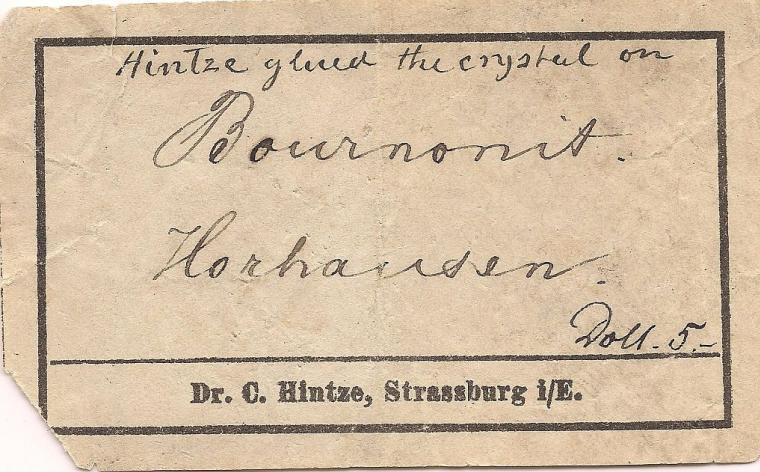 Hintze glued the crystal on
Bournonit.
Horhausen.
Doll. 5.-
Dr. C. Hintze, Strassburg i/E.